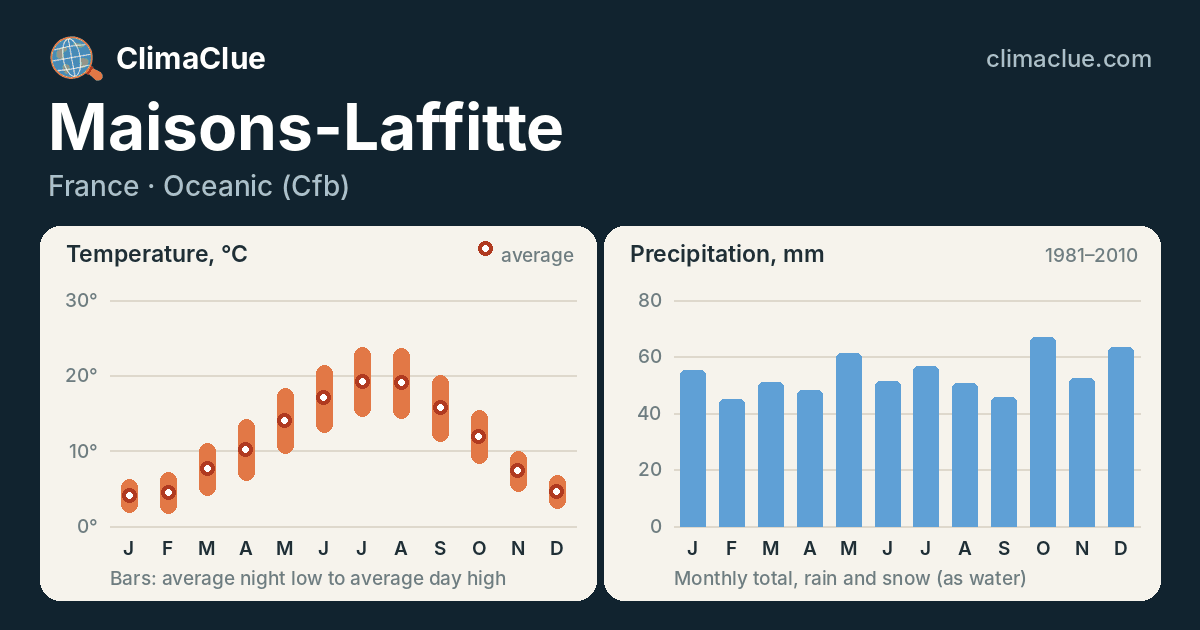 ClimaClue
climaclue.com
Maisons-Laffitte
France · Oceanic (Cfb)
Temperature, °C
average
30°
20°
10°
0°
J F M A M J J A S O N D
Bars: average night low to average day high
Precipitation, mm
1981–2010
80
60
40
20
0
J F M A M J J A S O N D
Monthly total, rain and snow (as water)